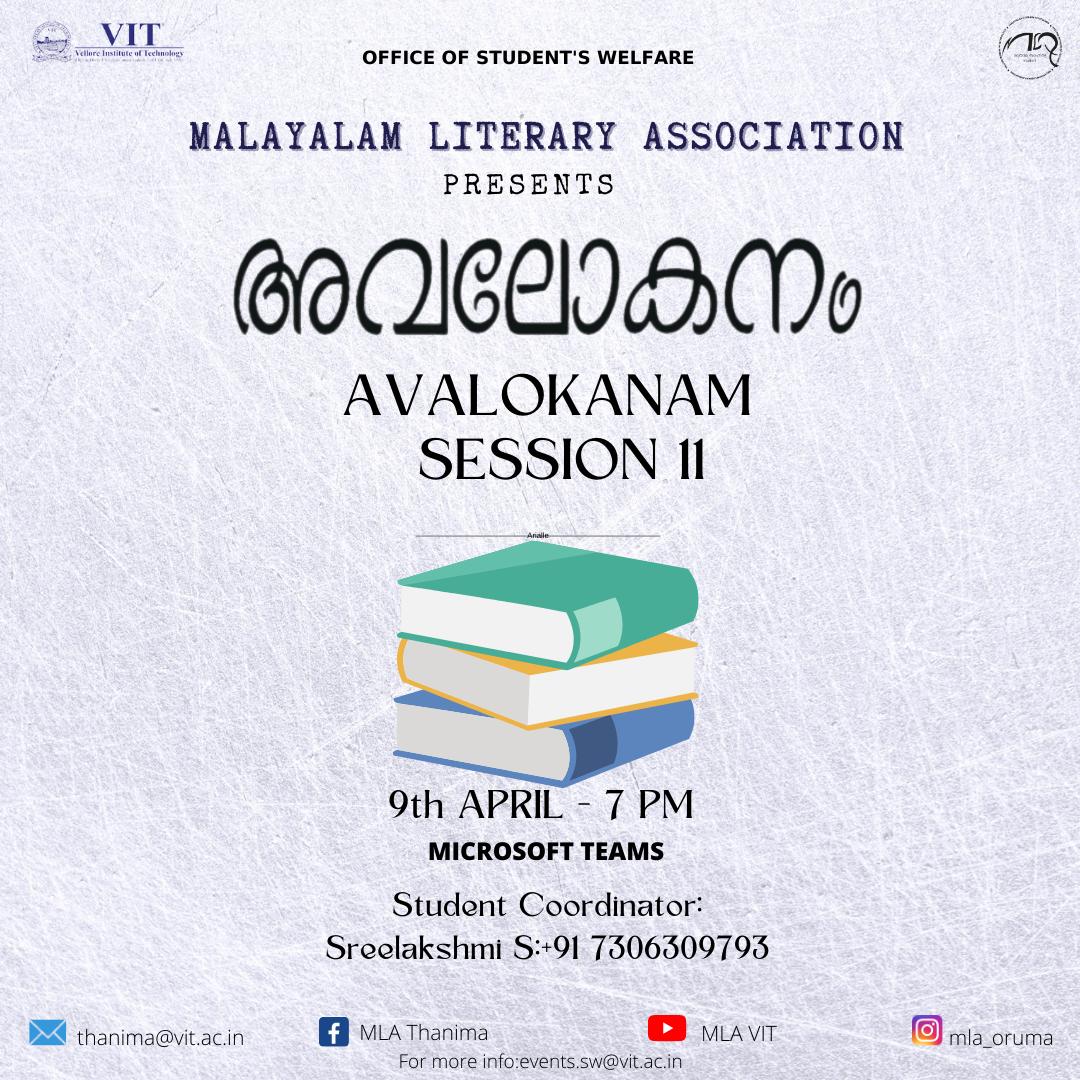 VIT
Vellore Institute of Technology
OFFICE OF STUDENT'S WELFARE
MALAYALAM LITERARY ASSOCIATION
PRESENTS
അവലോകനം
AVALOKANAM
SESSION 11
9th APRIL - 7 PM
MICROSOFT TEAMS
Student Coordinator:
Sreelakshmi S:+91 7306309793
thanima@vit.ac.in
MLA Thanima
MLA VIT
mla_oruma
For more info:events.sw@vit.ac.in